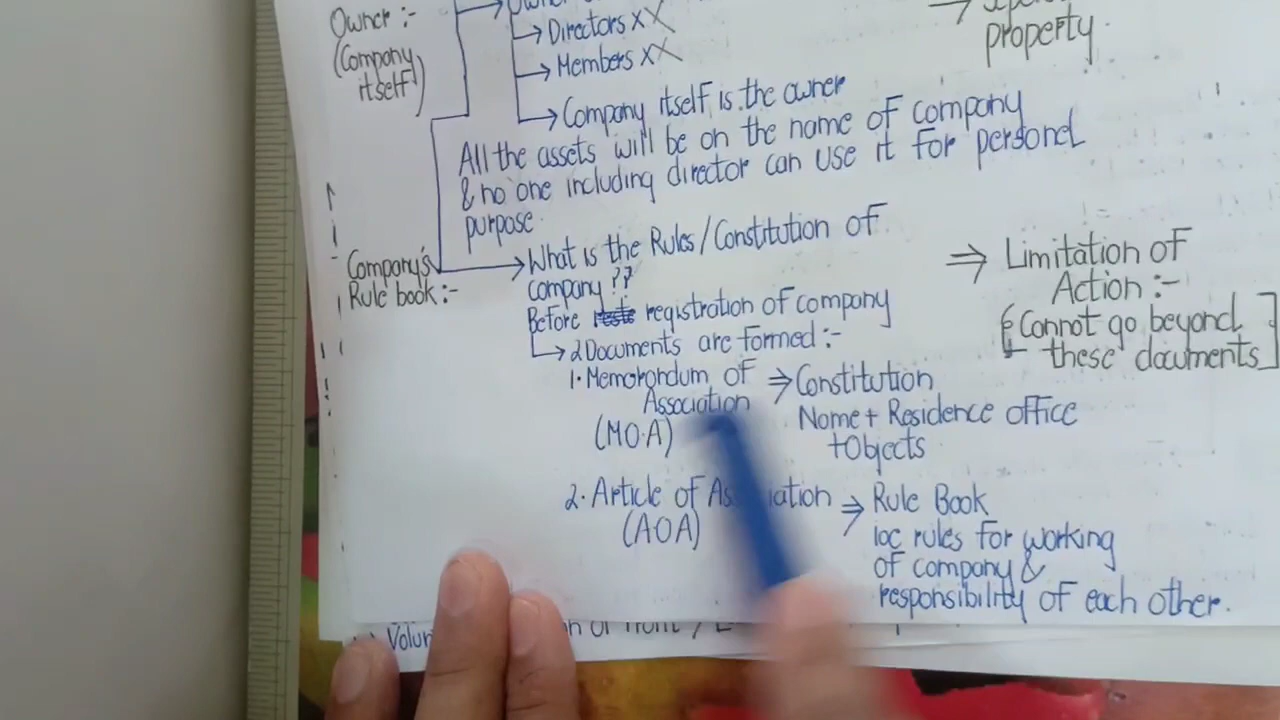 Owner :-
(Company
itself)
Directors xX
Members xX
Company itself is the owner
property.
All the assets will be on the name of company
& no one including director can use it for personal
purpose.
Company's
Rule book :-
What is the Rules/Constitution of
company ??
Before registration of company
2 Documents are formed :-
1. Memorandum of
Association
(M.O.A)
⇒ Constitution
Name + Residence office
+Objects
2. Article of Association
(AOA)
⇒ Rule Book
ioc rules for working
of company &
responsibility of each other.
⇒ Limitation of
Action :-
[Cannot go beyond
these documents]